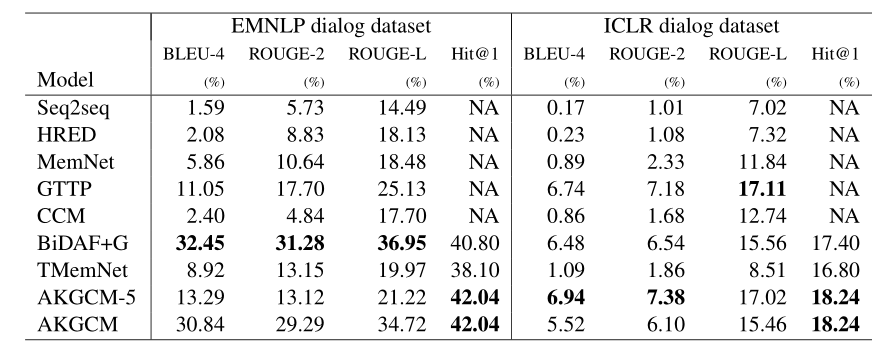 EMNLP dialog dataset ICLR dialog dataset
BLEU-4 ROUGE-2 ROUGE-L Hit@1 BLEU-4 ROUGE-2 ROUGE-L Hit@1
Model (%) (%) (%) (%) (%) (%) (%) (%)
Seq2seq 1.59 5.73 14.49 NA 0.17 1.01 7.02 NA
HRED 2.08 8.83 18.13 NA 0.23 1.08 7.32 NA
MemNet 5.86 10.64 18.48 NA 0.89 2.33 11.84 NA
GTTP 11.05 17.70 25.13 NA 6.74 7.18 17.11 NA
CCM 2.40 4.84 17.70 NA 0.86 1.68 12.74 NA
BiDAF+G 32.45 31.28 36.95 40.80 6.48 6.54 15.56 17.40
TMemNet 8.92 13.15 19.97 38.10 1.09 1.86 8.51 16.80
AKGCM-5 13.29 13.12 21.22 42.04 6.94 7.38 17.02 18.24
AKGCM 30.84 29.29 34.72 42.04 5.52 6.10 15.46 18.24